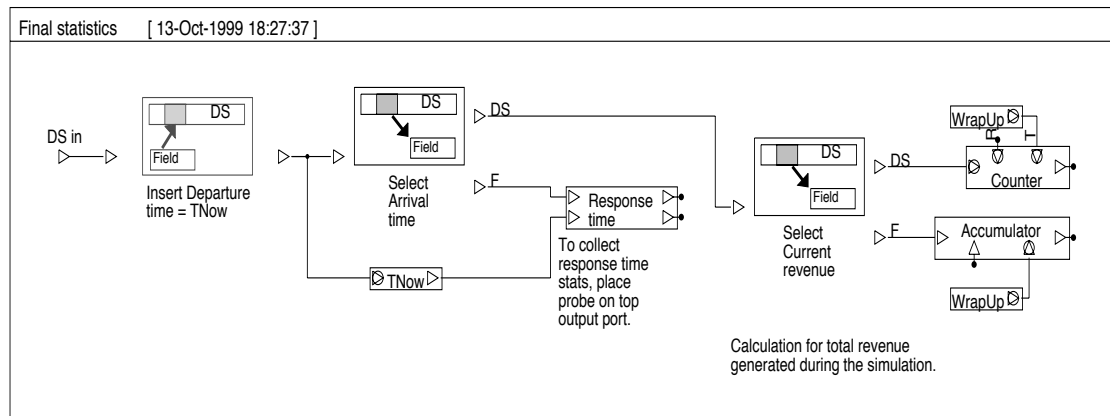 Final statistics [ 13-Oct-1999 18:27:37 ]
DS in
DS
Field
Insert Departure
time = TNow
DS
Field
Select
Arrival
time
DS
F
TNow
Response
time
To collect
response time
stats, place
probe on top
output port.
DS
Field
Select
Current
revenue
DS
F
WrapUp
R
T
Counter
Accumulator
WrapUp
Calculation for total revenue
generated during the simulation.